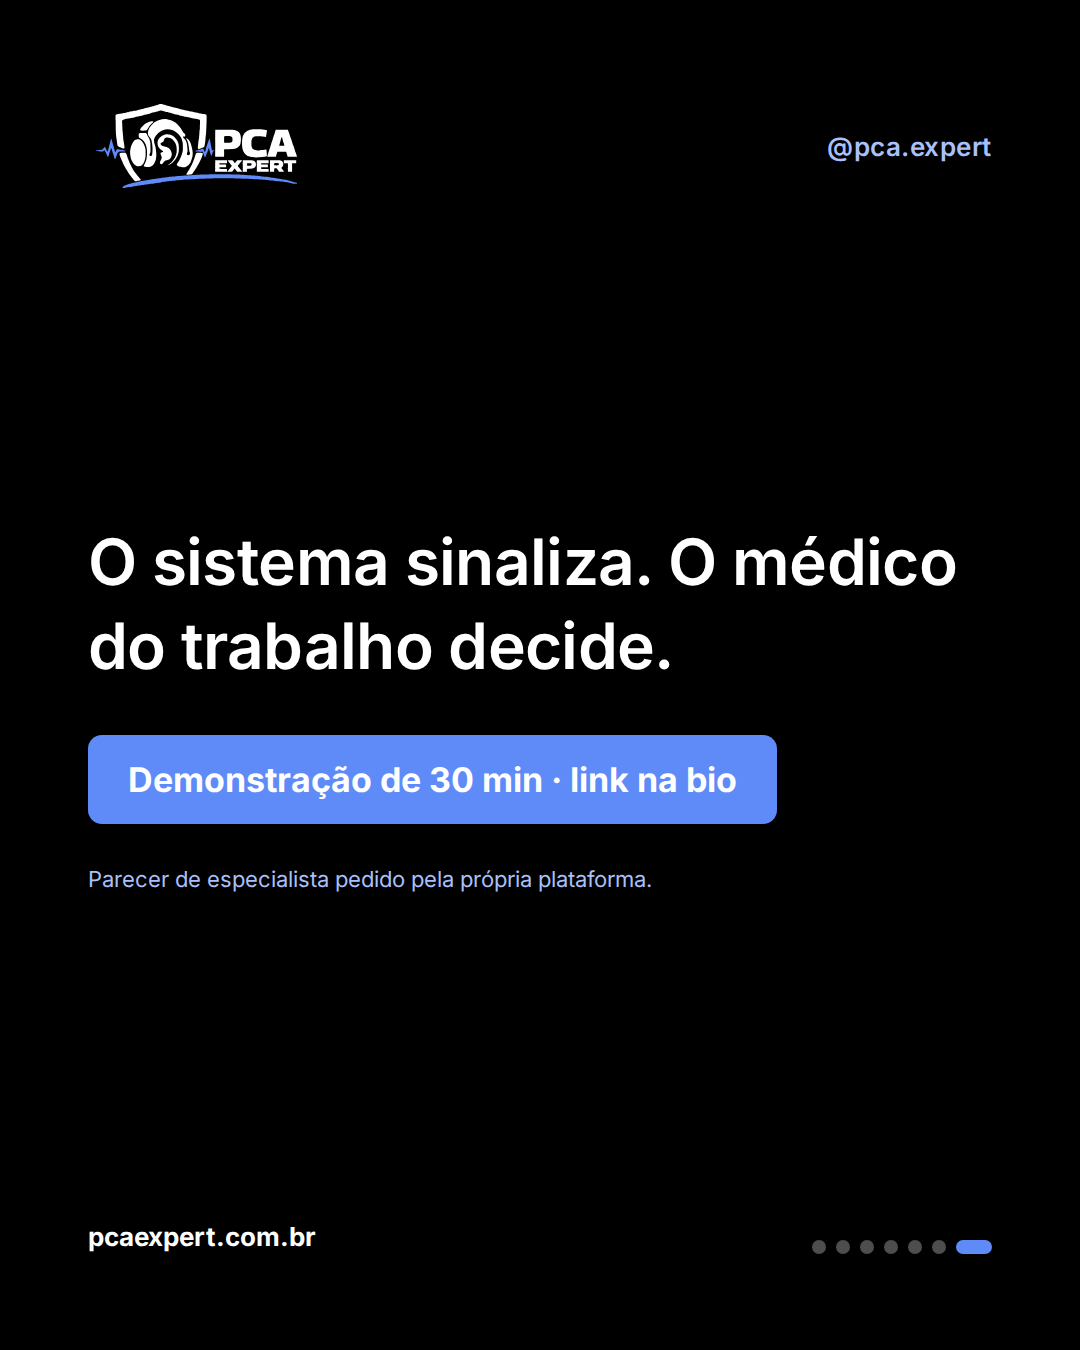 PCA
EXPERT
@pca.expert
O sistema sinaliza. O médico
do trabalho decide.
Demonstração de 30 min · link na bio
Parecer de especialista pedido pela própria plataforma.
pcaexpert.com.br